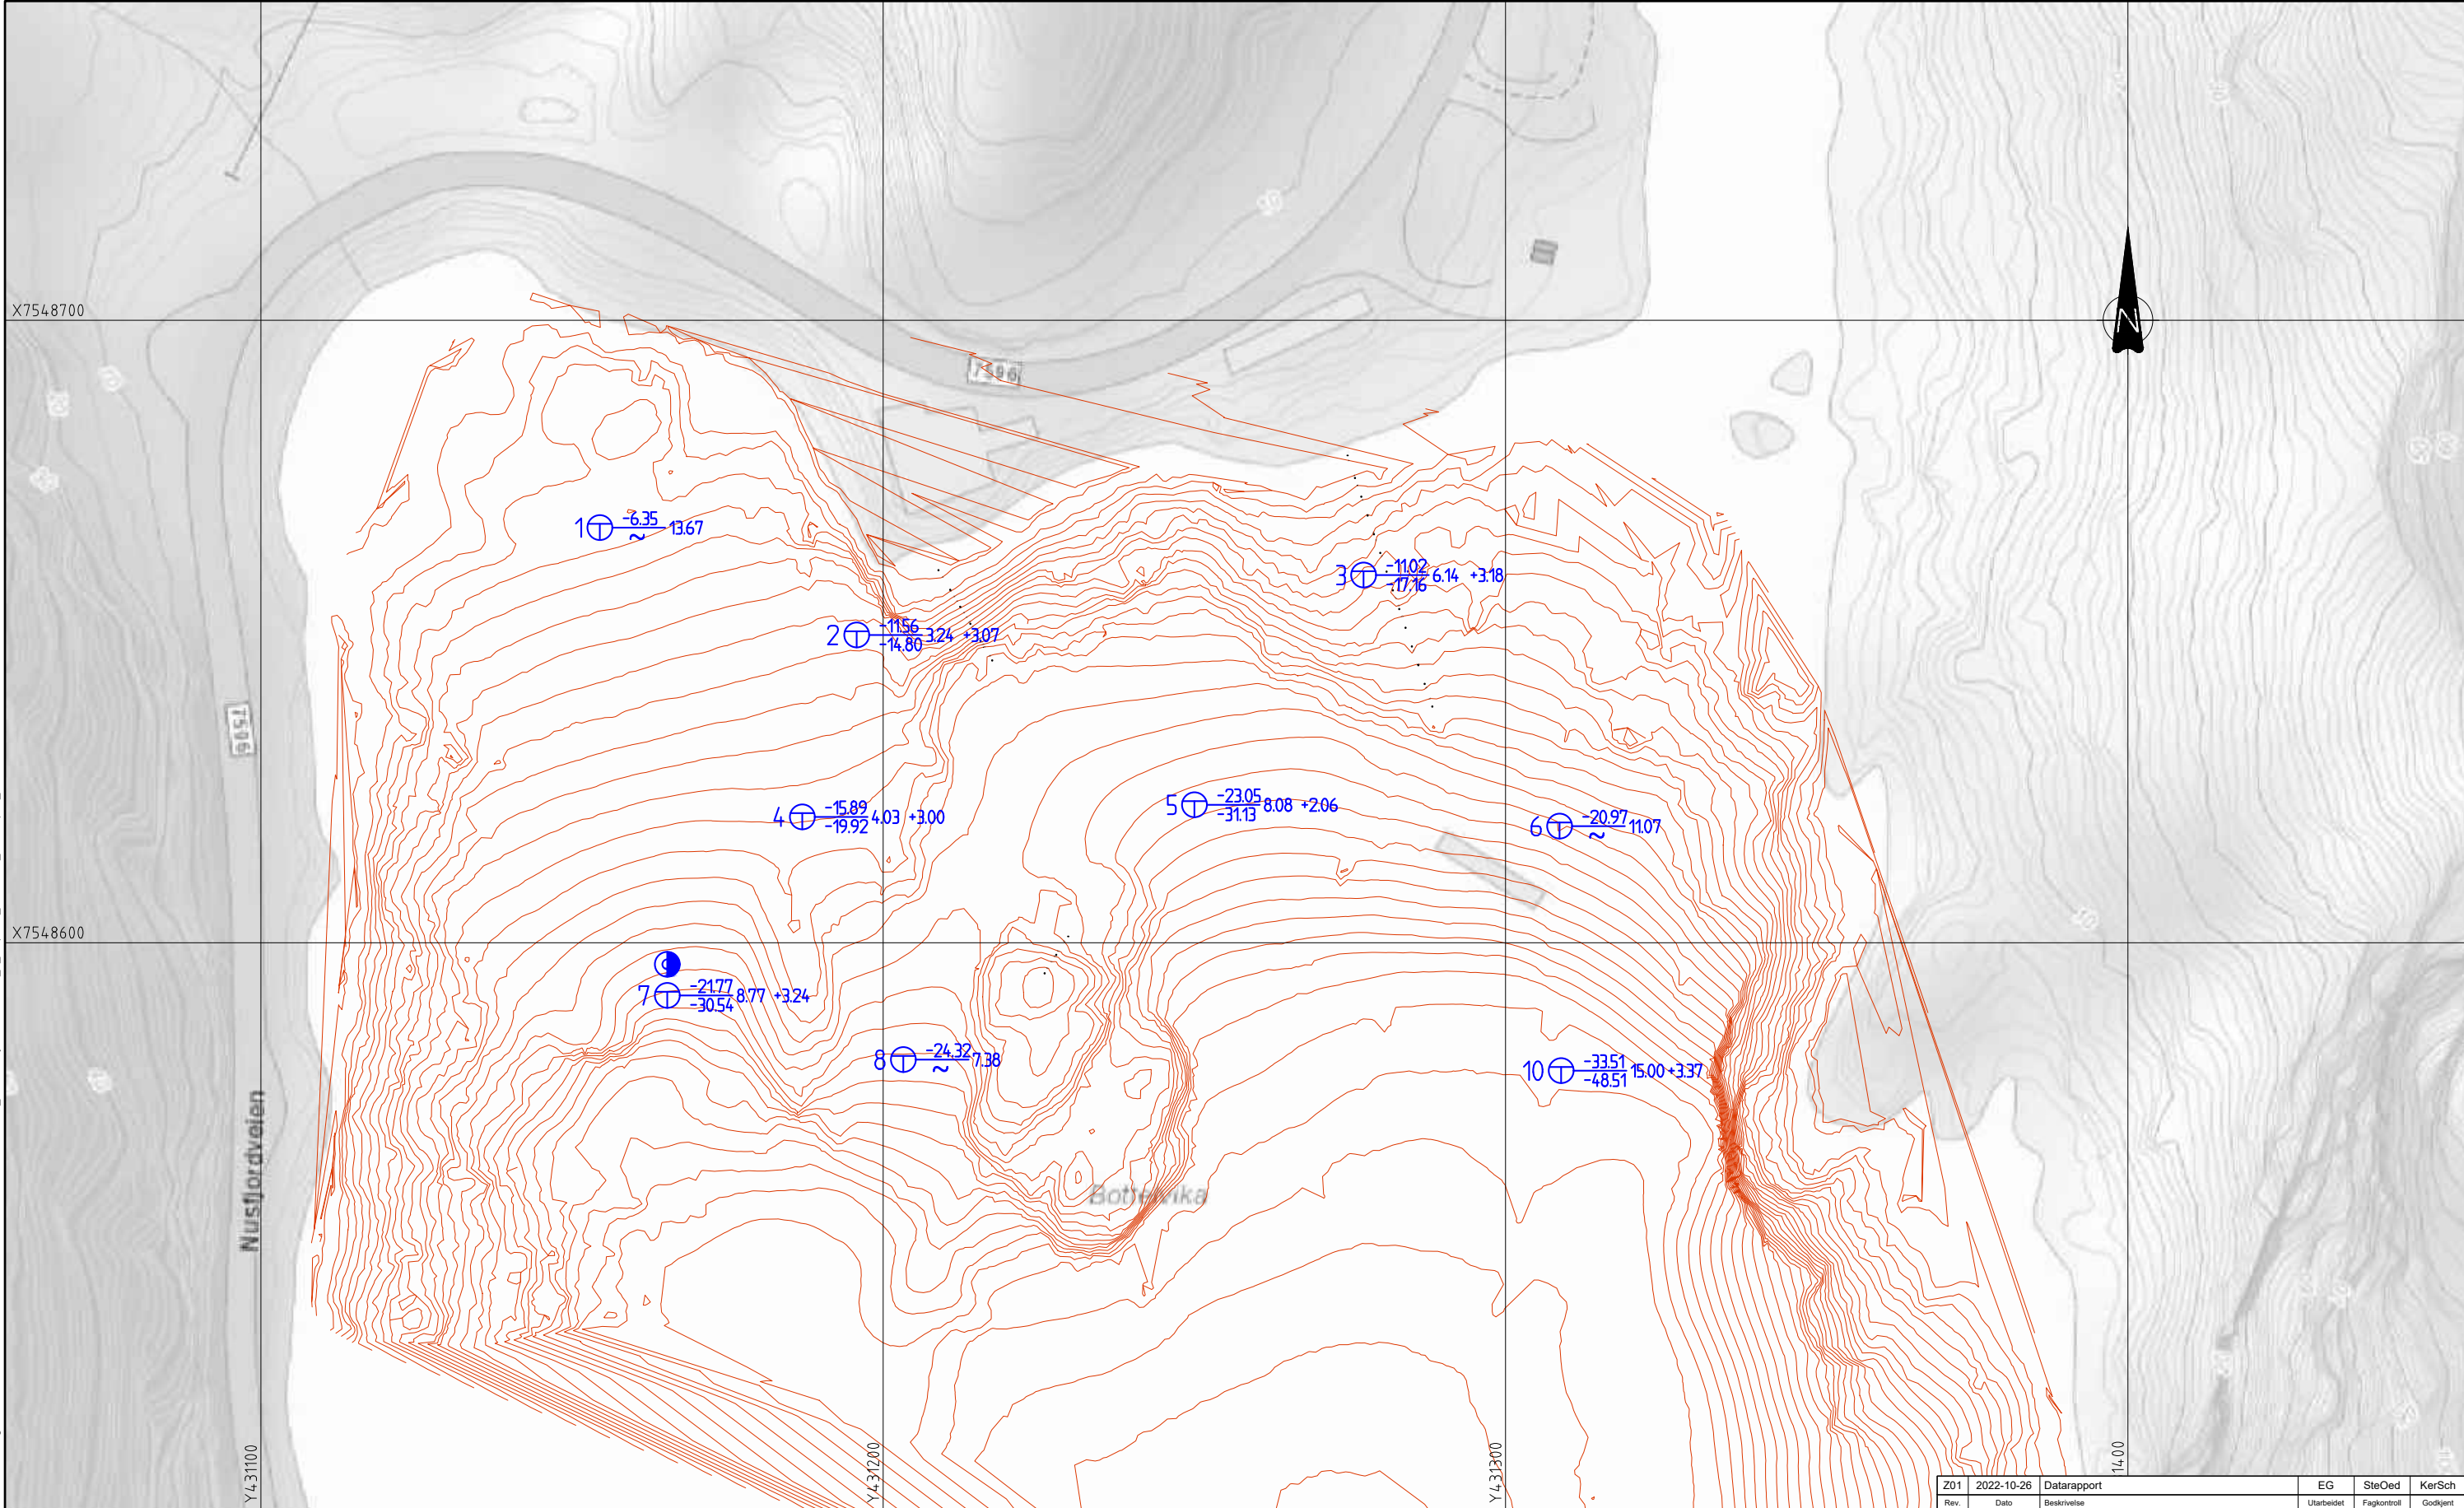 X7548700
7596
N
1 -6.35 ~ 13.67
3 -11.02 -17.16 6.14 +3.18
2 -11.56 -14.80 3.24 +3.07
7596
4 -15.89 -19.92 4.03 +3.00
5 -23.05 -31.13 8.08 +2.06
6 -20.97 ~ 11.07
X7548600
7 -21.77 -30.54 8.77 +3.24
8 -24.32 ~ 7.38
10 -33.51 -48.51 15.00 +3.37
Nusfjordveien
Bottelvika
Y431100
Y431200
Y431300
1400
Z01 2022-10-26 Datarapport EG SteOed KerSch
Rev. Dato Beskrivelse Utarbeidet Fagkontroll Godkjent